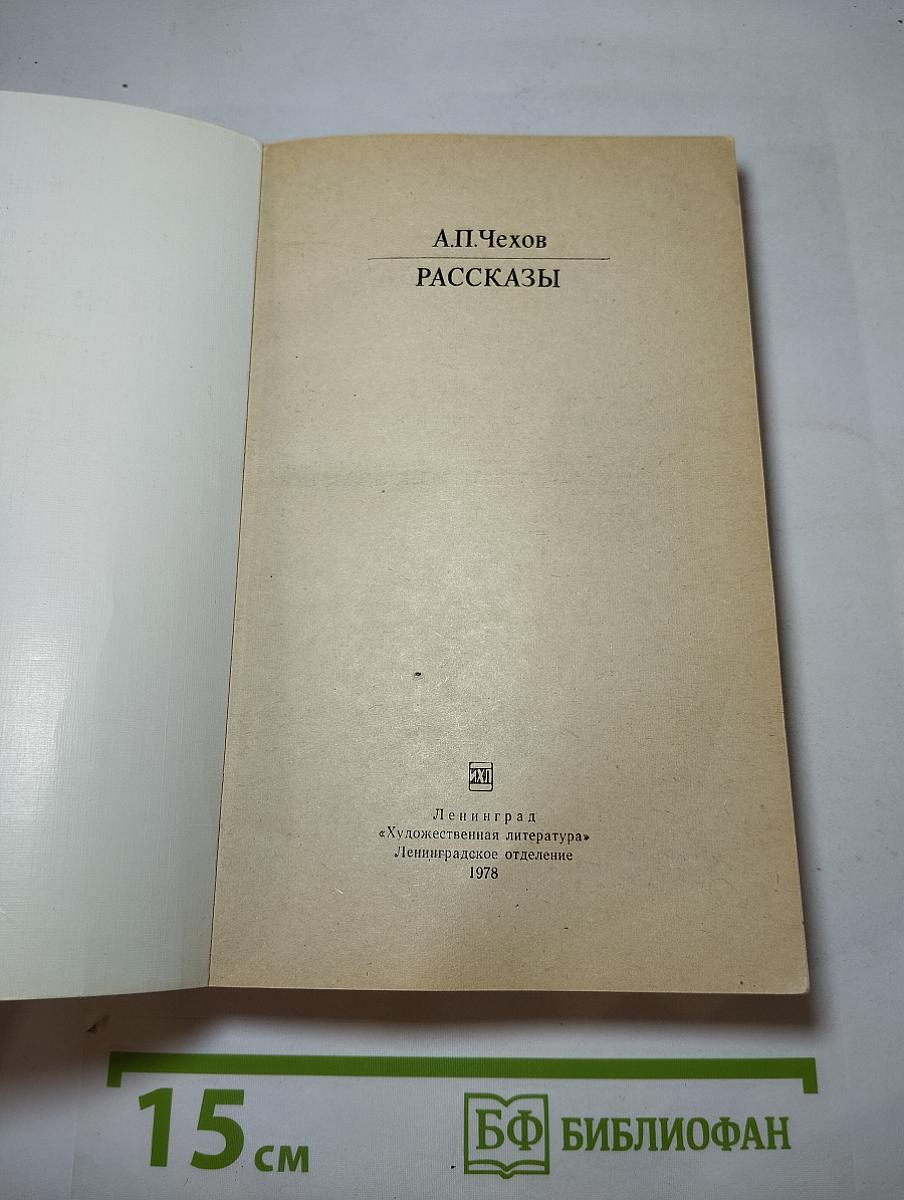 А.П.Чехов
РАССКАЗЫ
ИХЛ
Ленинград
«Художественная литература»
Ленинградское отделение
1978
15 см
БФ БИБЛИОФАН